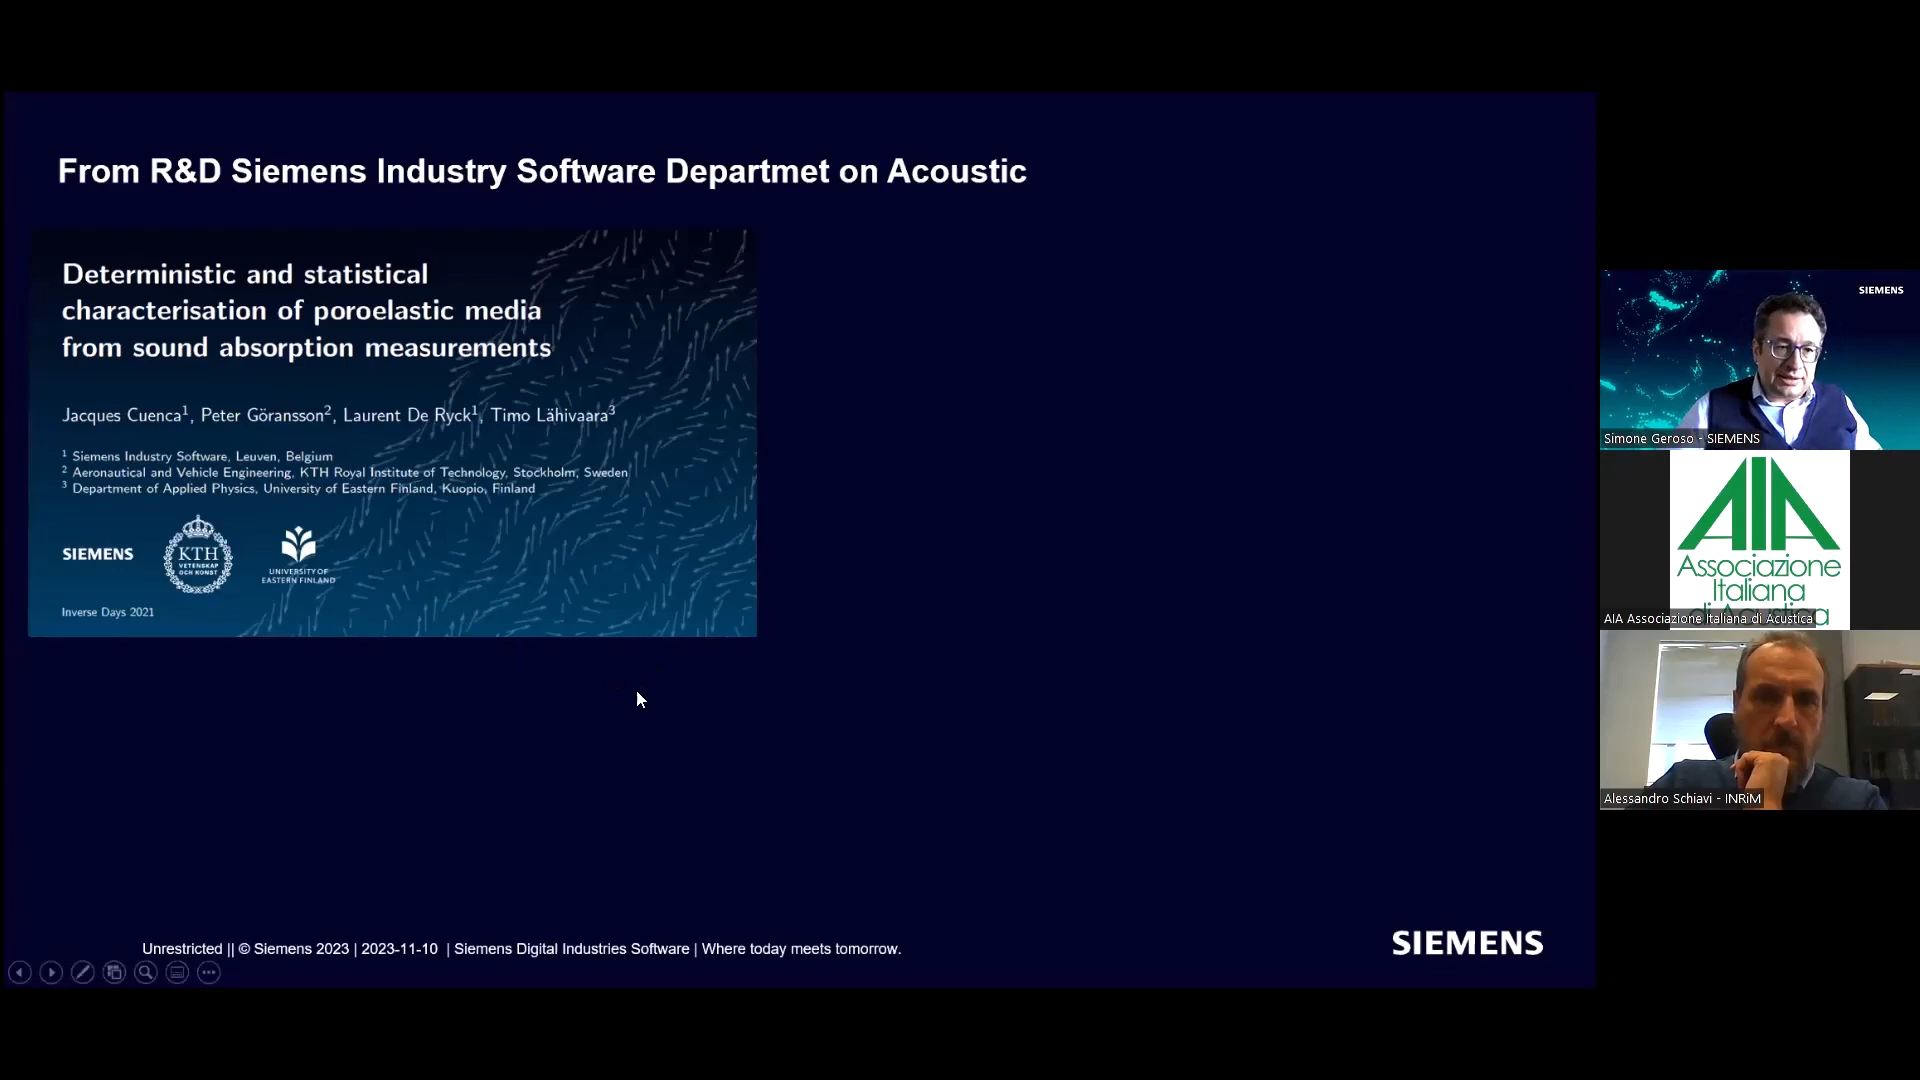 From R&D Siemens Industry Software Departmet on Acoustic
Deterministic and statistical
characterisation of poroelastic media
from sound absorption measurements
Jacques Cuenca¹, Peter Göransson², Laurent De Ryck¹, Timo Lähivaara³
¹ Siemens Industry Software, Leuven, Belgium
² Aeronautical and Vehicle Engineering, KTH Royal Institute of Technology, Stockholm, Sweden
³ Department of Applied Physics, University of Eastern Finland, Kuopio, Finland
SIEMENS
KTH
VETENSKAP
OCH KONST
UNIVERSITY OF
EASTERN FINLAND
Inverse Days 2021
Unrestricted || © Siemens 2023 | 2023-11-10 | Siemens Digital Industries Software | Where today meets tomorrow.
SIEMENS
SIEMENS
Simone Geroso - SIEMENS
AIA
Associazione
Italiana
di Acustica
AIA Associazione Italiana di Acustica
Alessandro Schiavi - INRiM